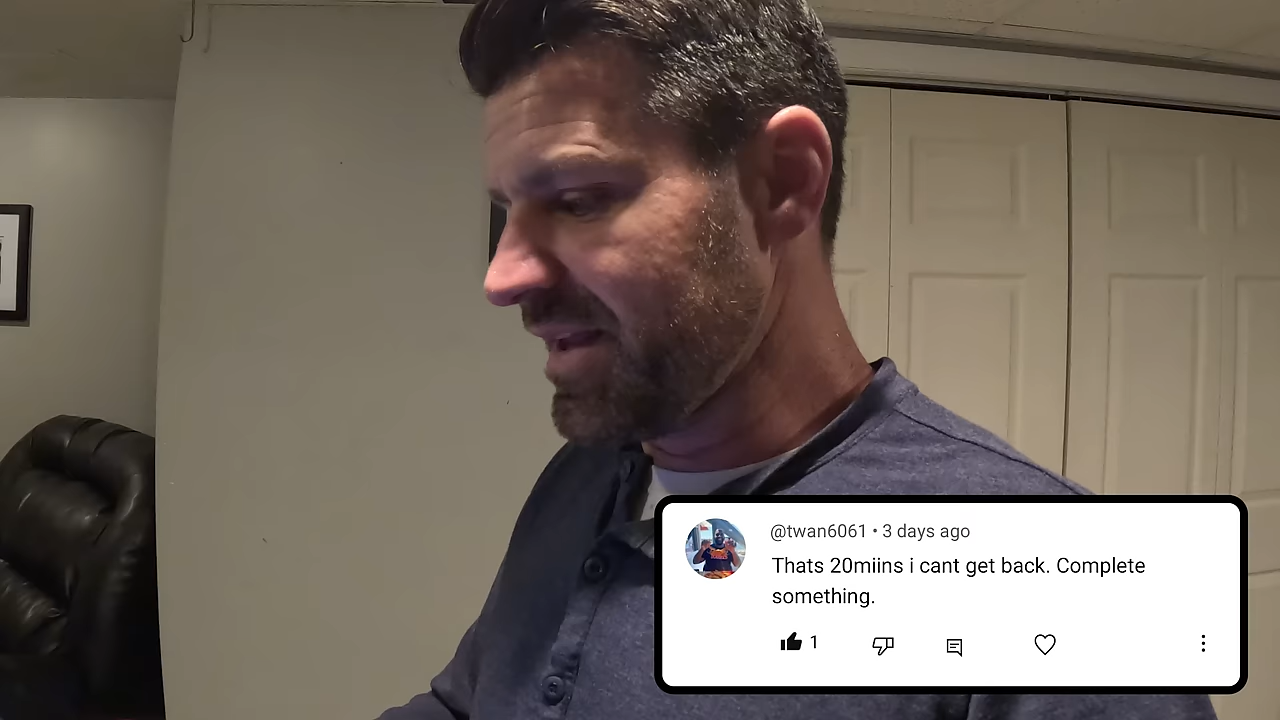 @twan6061 • 3 days ago
Thats 20miins i cant get back. Complete
something.
1